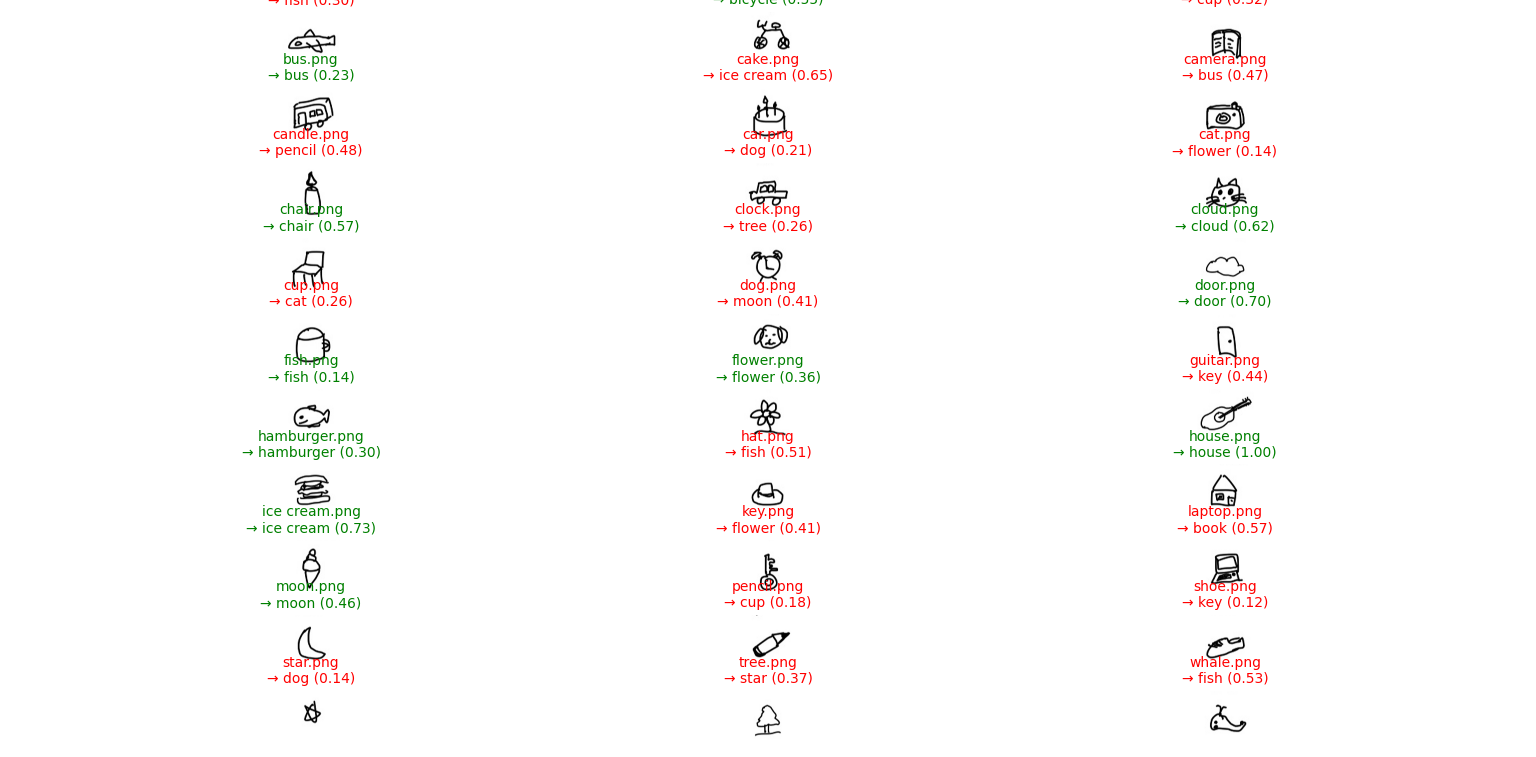 → fish (0.30)
→ bicycle (0.55)
→ cup (0.32)
bus.png
→ bus (0.23)
cake.png
→ ice cream (0.65)
camera.png
→ bus (0.47)
candle.png
→ pencil (0.48)
car.png
→ dog (0.21)
cat.png
→ flower (0.14)
chair.png
→ chair (0.57)
clock.png
→ tree (0.26)
cloud.png
→ cloud (0.62)
cup.png
→ cat (0.26)
dog.png
→ moon (0.41)
door.png
→ door (0.70)
fish.png
→ fish (0.14)
flower.png
→ flower (0.36)
guitar.png
→ key (0.44)
hamburger.png
→ hamburger (0.30)
hat.png
→ fish (0.51)
house.png
→ house (1.00)
ice cream.png
→ ice cream (0.73)
key.png
→ flower (0.41)
laptop.png
→ book (0.57)
moon.png
→ moon (0.46)
pencil.png
→ cup (0.18)
shoe.png
→ key (0.12)
star.png
→ dog (0.14)
tree.png
→ star (0.37)
whale.png
→ fish (0.53)